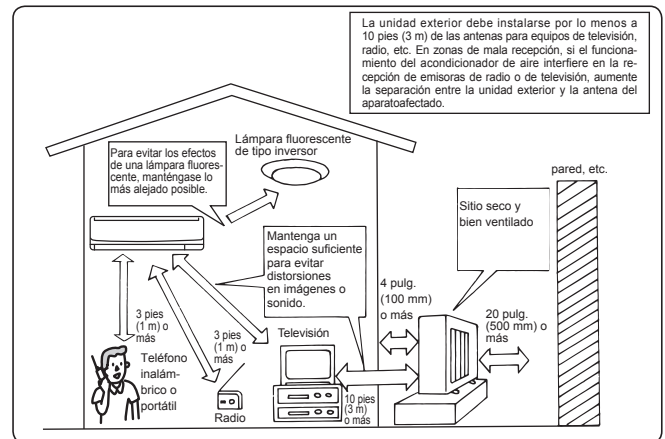 La unidad exterior debe instalarse por lo menos a
10 pies (3 m) de las antenas para equipos de televisión,
radio, etc. En zonas de mala recepción, si el funciona-
miento del acondicionador de aire interfiere en la re-
cepción de emisoras de radio o de televisión, aumente
la separación entre la unidad exterior y la antena del
aparatoafectado.
Lámpara fluorescente
de tipo inversor
Para evitar los efectos
de una lámpara fluores-
cente, manténgase lo
más alejado posible.
pared, etc.
Sitio seco y
bien ventilado
Mantenga un
espacio suficiente
para evitar
distorsiones
en imágenes o
sonido.
4 pulg.
(100 mm)
o más
20 pulg.
(500 mm) o
más
3 pies
(1 m) o
más
3 pies
(1 m) o
más
Televisión
Teléfono
inalám-
brico o
portátil
Radio
10 pies
(3 m)
o más